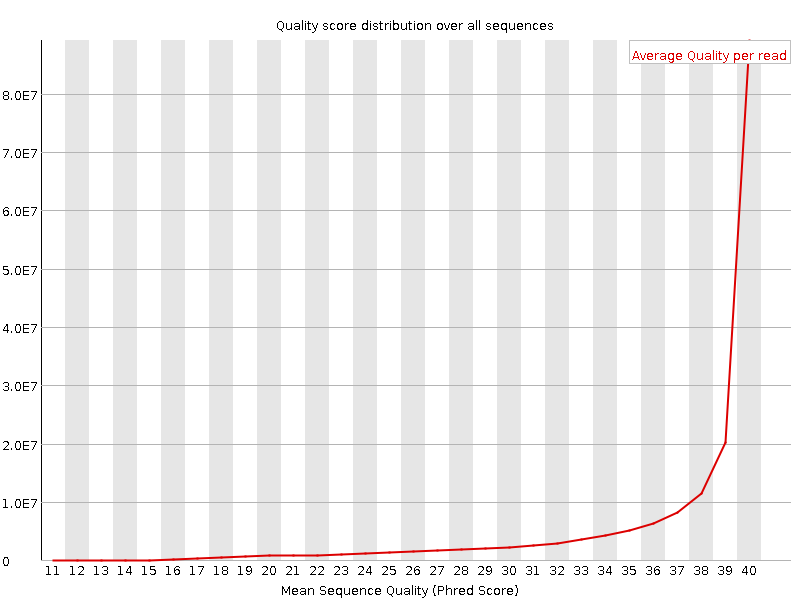 Quality score distribution over all sequences
Average Quality per read
8.0E7
7.0E7
6.0E7
5.0E7
4.0E7
3.0E7
2.0E7
1.0E7
0
11 12 13 14 15 16 17 18 19 20 21 22 23 24 25 26 27 28 29 30 31 32 33 34 35 36 37 38 39 40
Mean Sequence Quality (Phred Score)